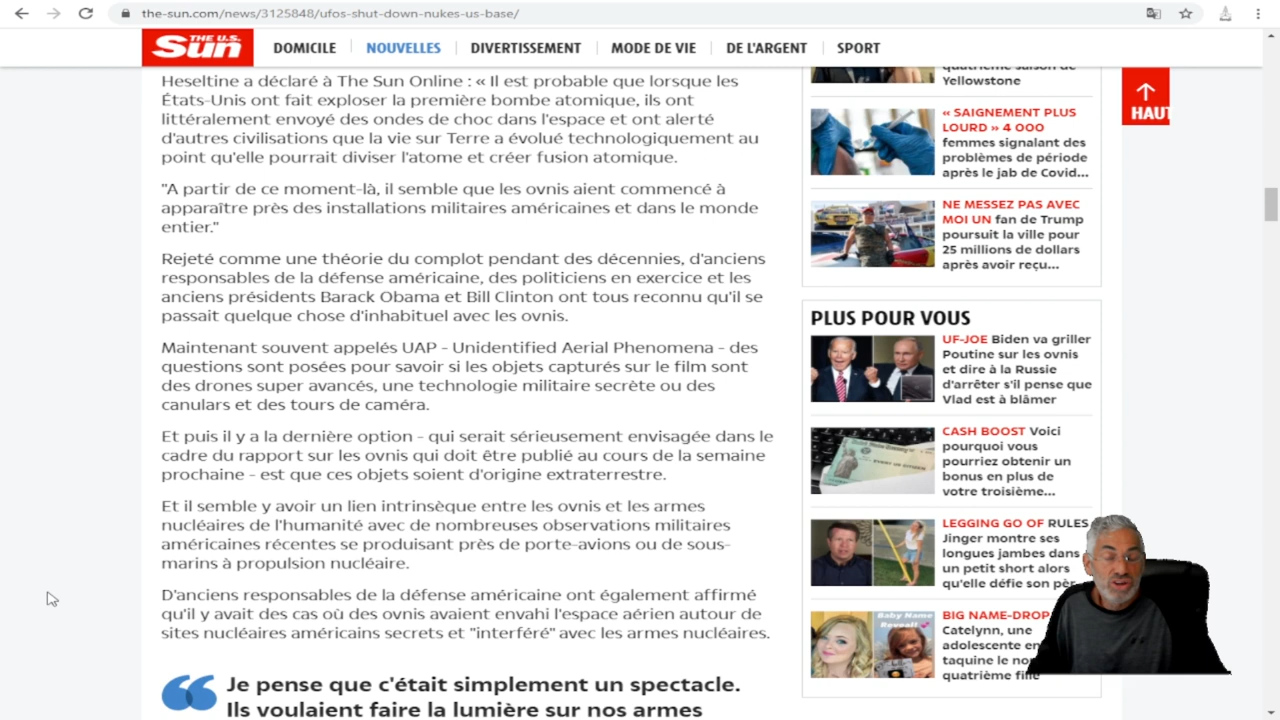 the-sun.com/news/3125848/ufos-shut-down-nukes-us-base/
THE U.S. Sun
DOMICILE
NOUVELLES
DIVERTISSEMENT
MODE DE VIE
DE L'ARGENT
SPORT
Heseltine a déclaré à The Sun Online : « Il est probable que lorsque les
États-Unis ont fait exploser la première bombe atomique, ils ont
littéralement envoyé des ondes de choc dans l'espace et ont alerté
d'autres civilisations que la vie sur Terre a évolué technologiquement au
point qu'elle pourrait diviser l'atome et créer fusion atomique.
"A partir de ce moment-là, il semble que les ovnis aient commencé à
apparaître près des installations militaires américaines et dans le monde
entier."
Rejeté comme une théorie du complot pendant des décennies, d'anciens
responsables de la défense américaine, des politiciens en exercice et les
anciens présidents Barack Obama et Bill Clinton ont tous reconnu qu'il se
passait quelque chose d'inhabituel avec les ovnis.
Maintenant souvent appelés UAP - Unidentified Aerial Phenomena - des
questions sont posées pour savoir si les objets capturés sur le film sont
des drones super avancés, une technologie militaire secrète ou des
canulars et des tours de caméra.
Et puis il y a la dernière option - qui serait sérieusement envisagée dans le
cadre du rapport sur les ovnis qui doit être publié au cours de la semaine
prochaine - est que ces objets soient d'origine extraterrestre.
Et il semble y avoir un lien intrinsèque entre les ovnis et les armes
nucléaires de l'humanité avec de nombreuses observations militaires
américaines récentes se produisant près de porte-avions ou de sous-
marins à propulsion nucléaire.
D'anciens responsables de la défense américaine ont également affirmé
qu'il y avait des cas où des ovnis avaient envahi l'espace aérien autour de
sites nucléaires américains secrets et "interféré" avec les armes nucléaires.
Je pense que c'était simplement un spectacle.
Ils voulaient faire la lumière sur nos armes
quatrième saison de
Yellowstone
« SAIGNEMENT PLUS
LOURD » 4 000
femmes signalant des
problèmes de période
après le jab de Covid...
NE MESSEZ PAS AVEC
MOI UN fan de Trump
poursuit la ville pour
25 millions de dollars
après avoir reçu...
PLUS POUR VOUS
UF-JOE Biden va griller
Poutine sur les ovnis
et dire à la Russie
d'arrêter s'il pense que
Vlad est à blâmer
CASH BOOST Voici
pourquoi vous
pourriez obtenir un
bonus en plus de
votre troisième...
LEGGING GO OF RULES
Jinger montre ses
longues jambes dans
un petit short alors
qu'elle défie son pèr
Baby Name
Reveal!
BIG NAME-DROP
Catelynn, une
adolescente en
taquine le no
quatrième fille
HAUT